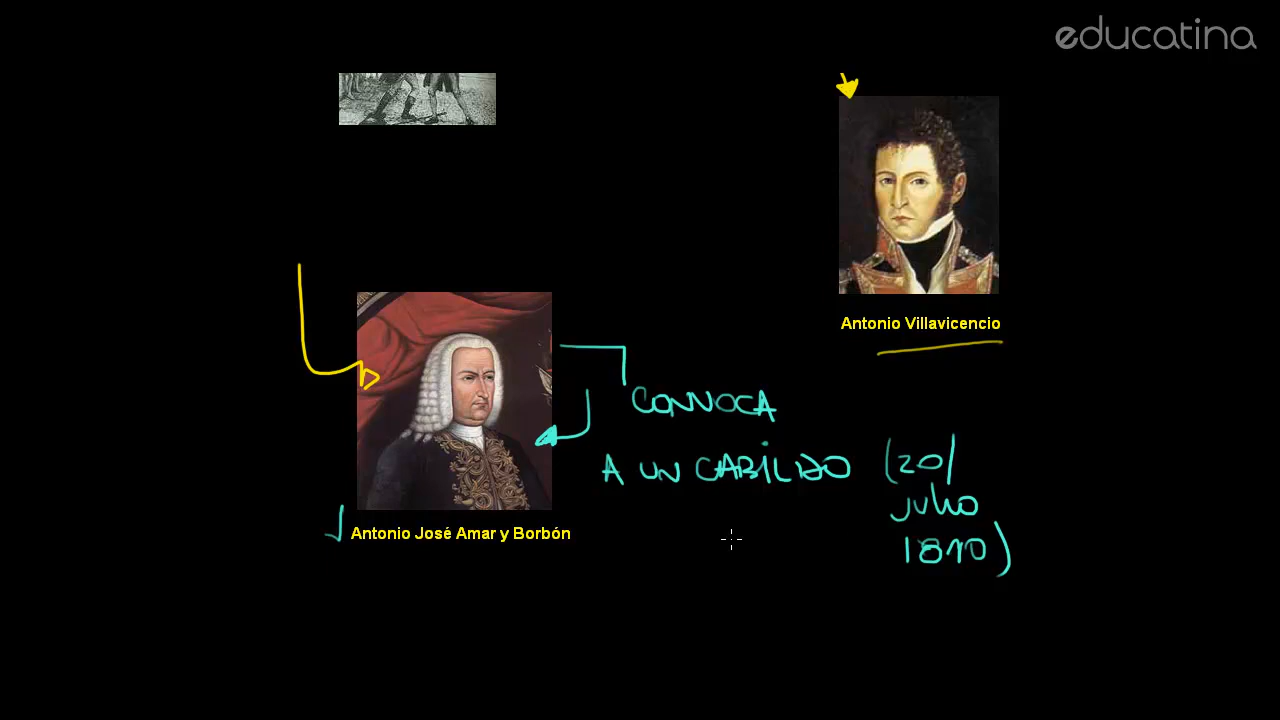 educatina
Antonio Villavicencio
CONVOCA
A UN CABILDO (20/
julio
1810)
Antonio José Amar y Borbón